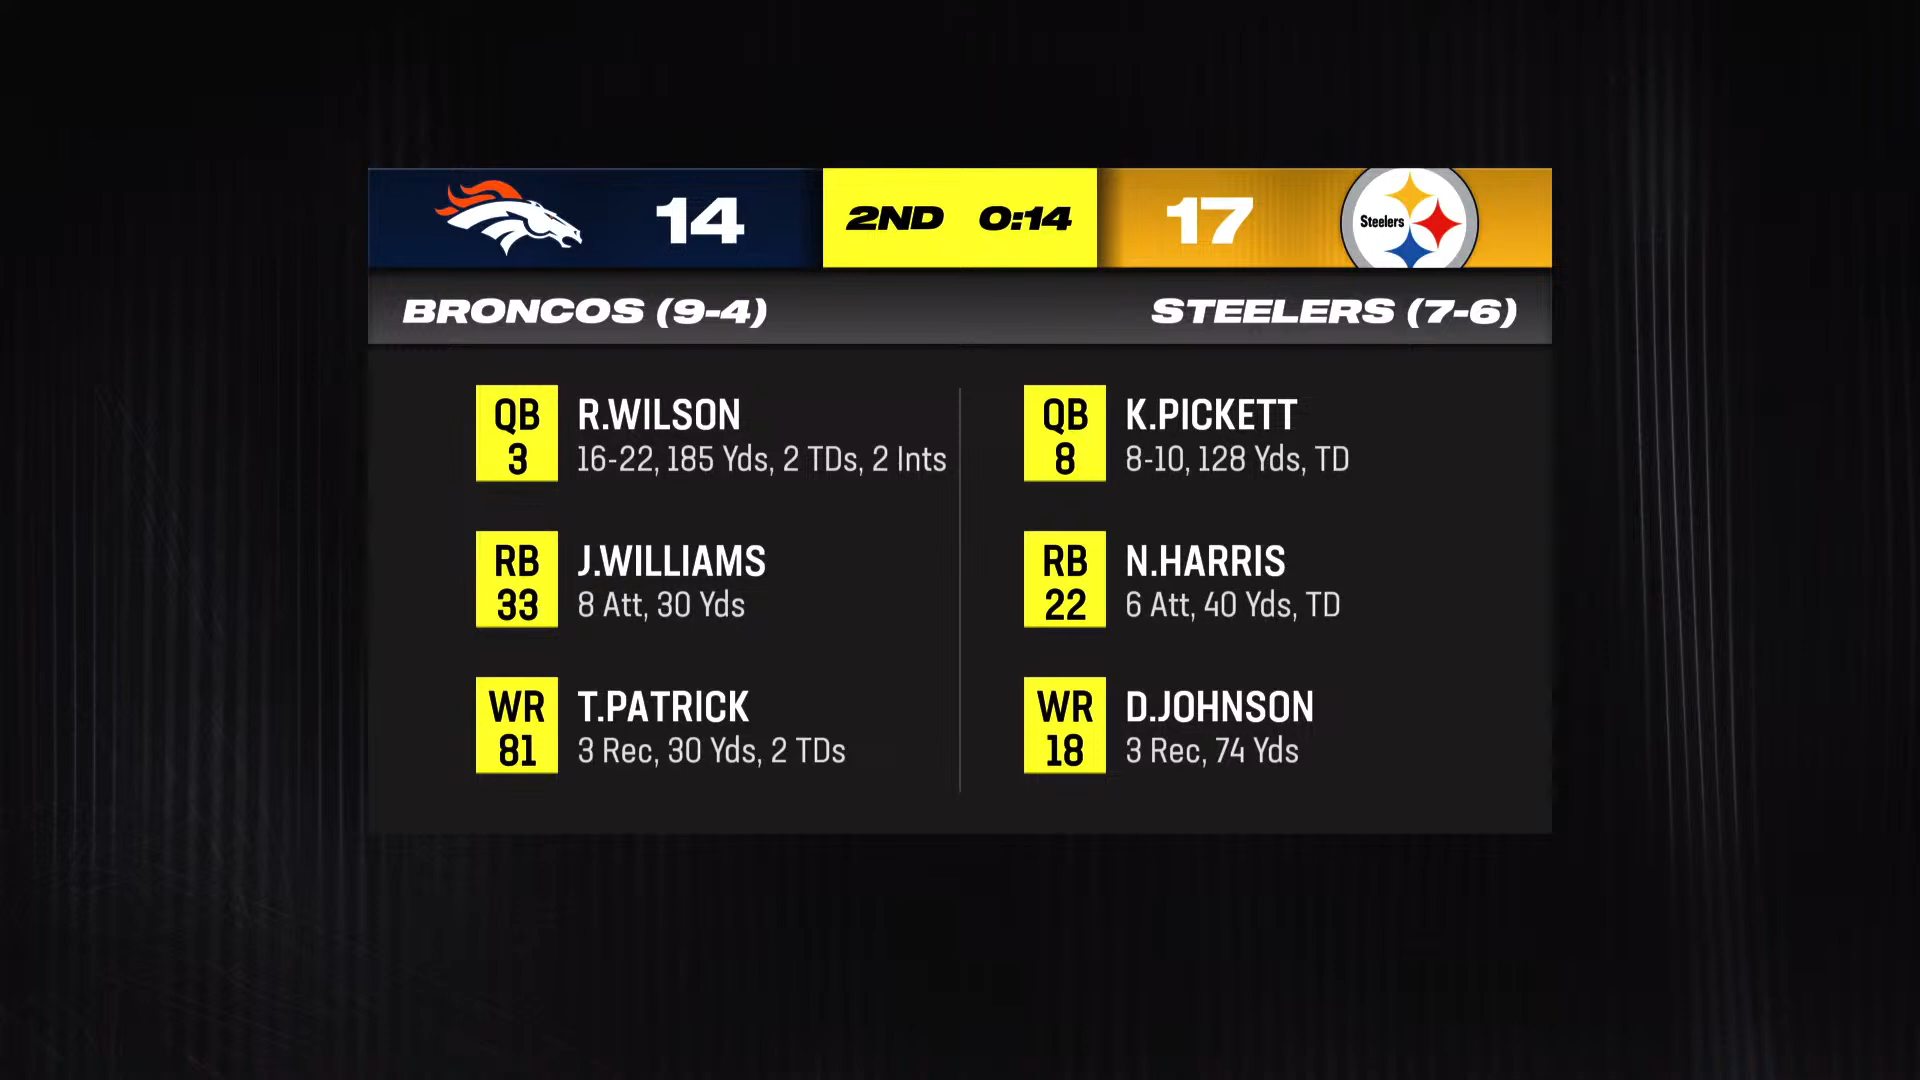 14
2ND 0:14
17
Steelers
BRONCOS (9-4)
STEELERS (7-6)
QB
3
R.WILSON
16-22, 185 Yds, 2 TDs, 2 Ints
RB
33
J.WILLIAMS
8 Att, 30 Yds
WR
81
T.PATRICK
3 Rec, 30 Yds, 2 TDs
QB
8
K.PICKETT
8-10, 128 Yds, TD
RB
22
N.HARRIS
6 Att, 40 Yds, TD
WR
18
D.JOHNSON
3 Rec, 74 Yds